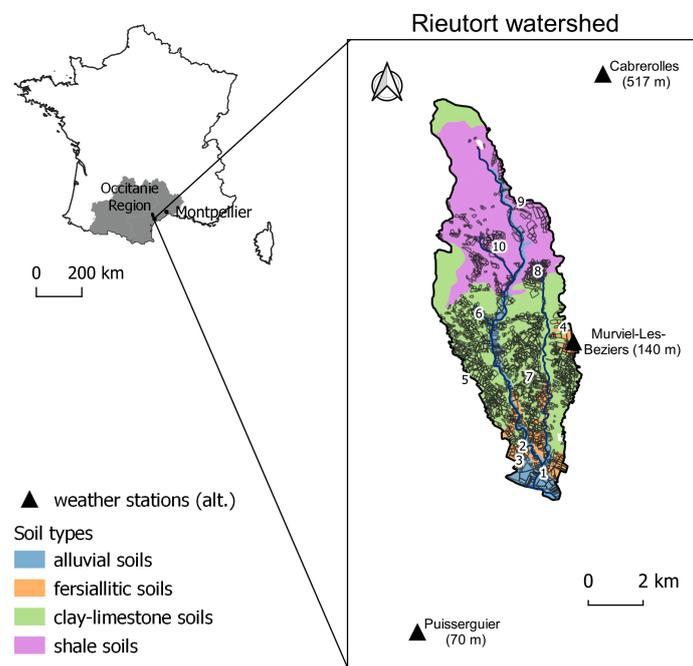 Rieutort watershed
Cabrerolles
(517 m)
Occitanie
Region
Montpellier
0 200 km
9
10
8
6
4
Murviel-Les-
Beziers (140 m)
5
7
2
3
1
weather stations (alt.)
Soil types
alluvial soils
fersiallitic soils
clay-limestone soils
shale soils
0 2 km
Puisserguier
(70 m)